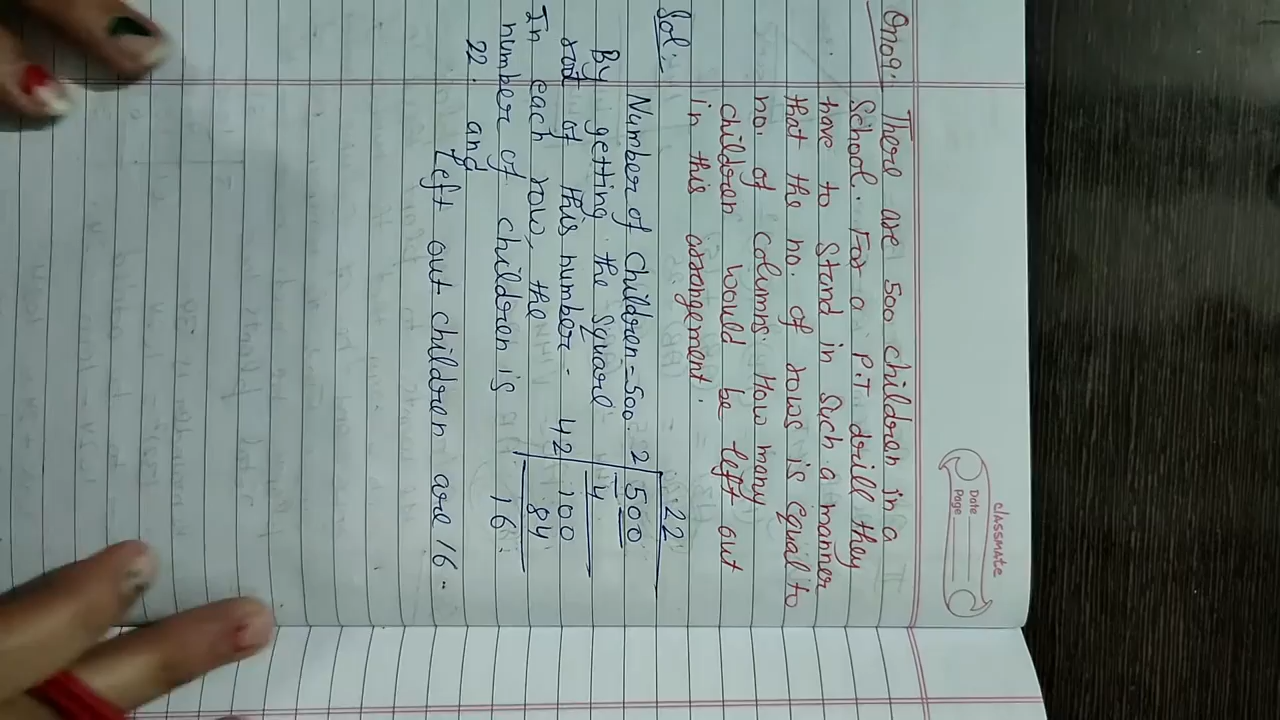 classmate
Date
Page
Qno9. There are 500 children in a
School. For a P.T drill they
have to stand in such a manner
that the no. of rows is equal to
no. of columns. How many
children would be left out
in this arrangement.
Sol:-
22
Number of children = 500. 2 500
By getting the square 4
root of this number - 42 100
In each row, the 84
number of children is 16
22. and
Left out children are 16.